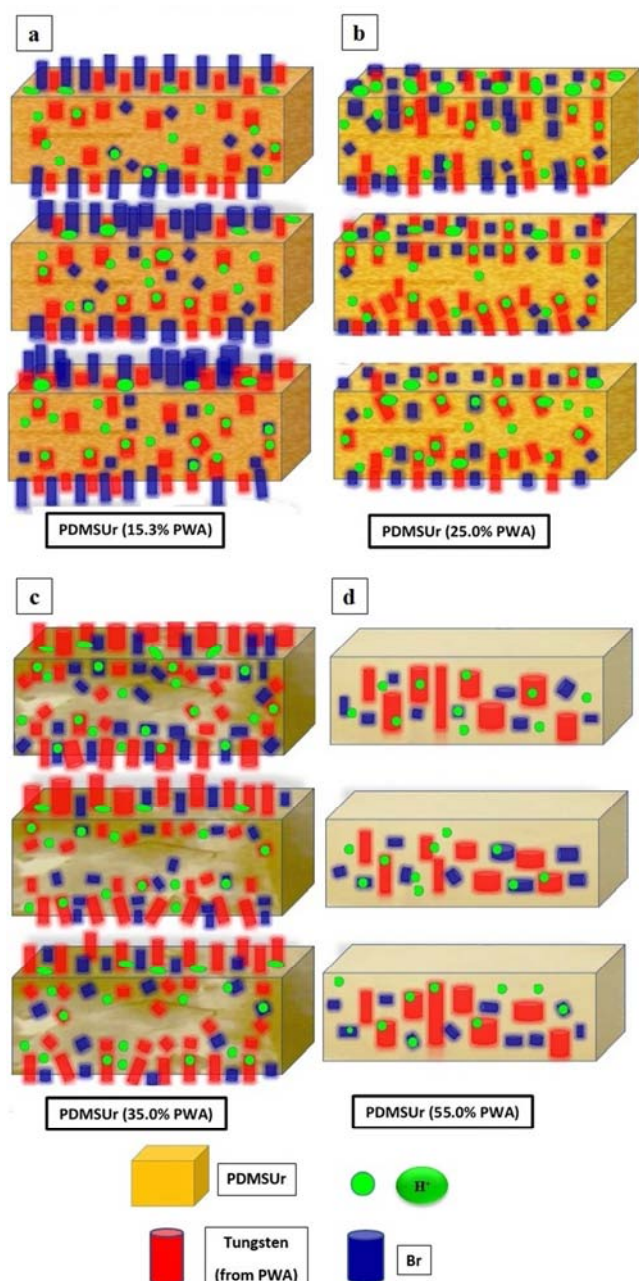 a
b
PDMSUr (15.3% PWA)
PDMSUr (25.0% PWA)
c
d
PDMSUr (35.0% PWA)
PDMSUr (55.0% PWA)
PDMSUr
H⁺
Tungsten
(from PWA)
Br